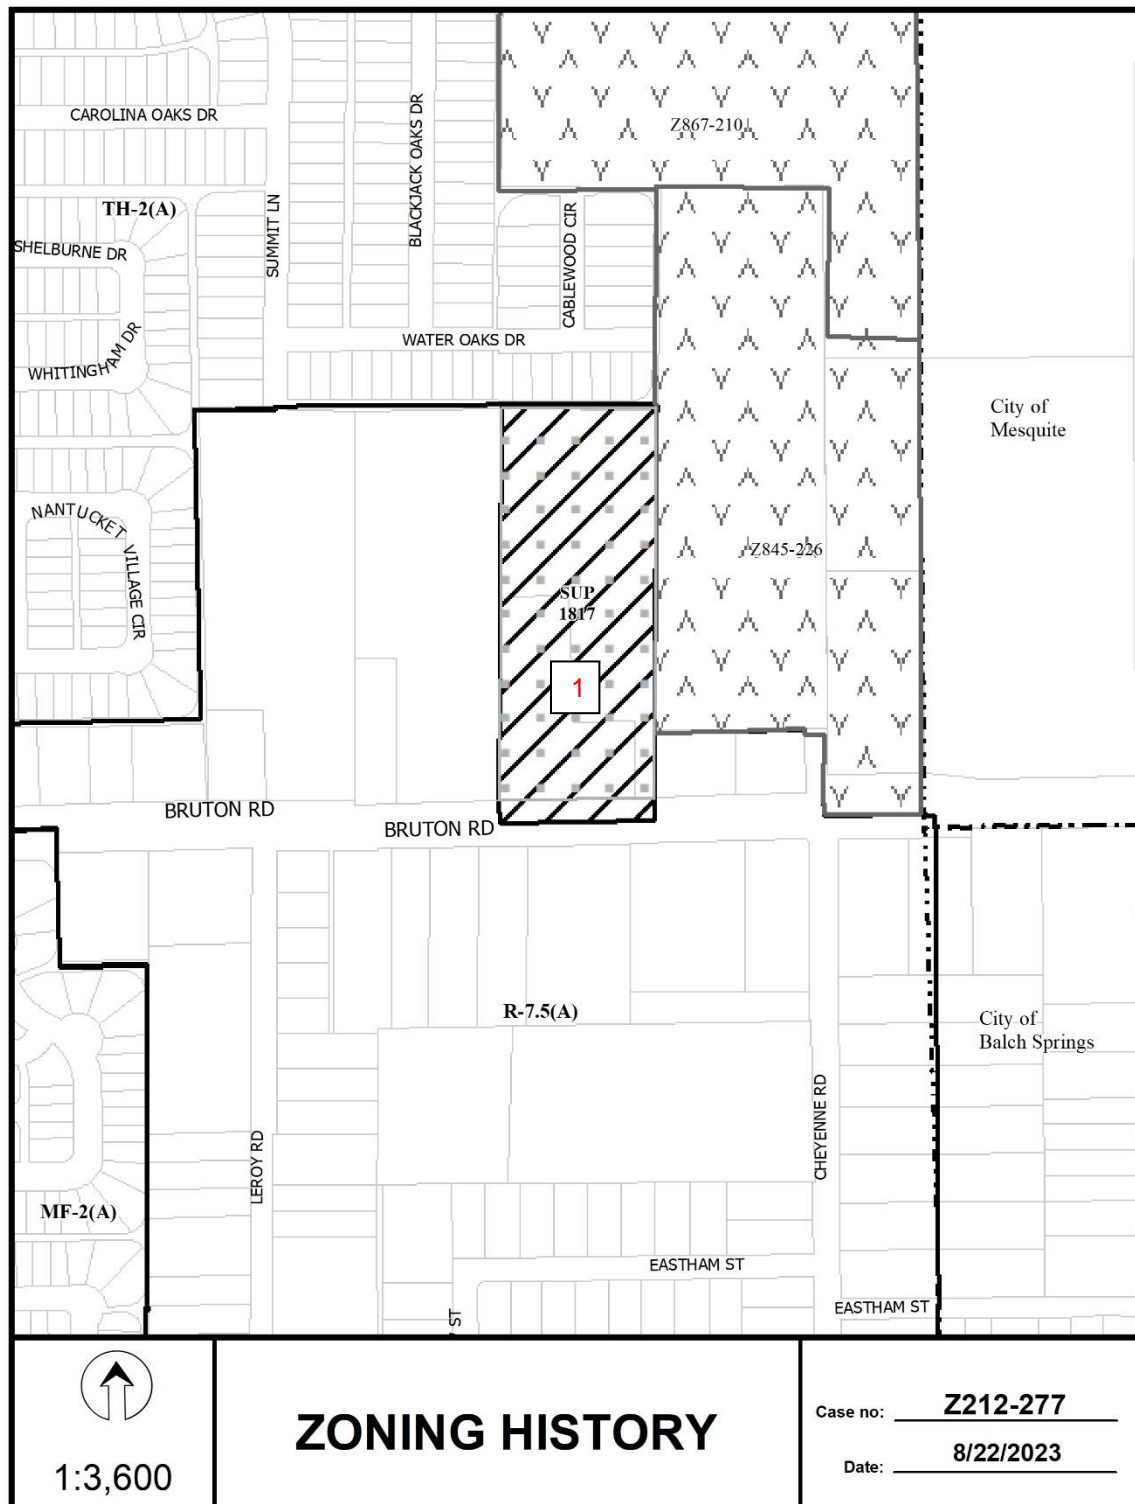 Z867-210
CAROLINA OAKS DR
BLACKJACK OAKS DR
TH-2(A)
SUMMIT LN
CABLEWOOD CIR
SHELBURNE DR
WATER OAKS DR
WHITINGHAM DR
City of
Mesquite
NANTUCKET VILLAGE CIR
Z845-226
SUP
1817
1
BRUTON RD
BRUTON RD
R-7.5(A)
City of
Balch Springs
CHEYENNE RD
LEROY RD
MF-2(A)
EASTHAM ST
EASTHAM ST
ST
1:3,600
ZONING HISTORY
Case no: Z212-277
Date: 8/22/2023